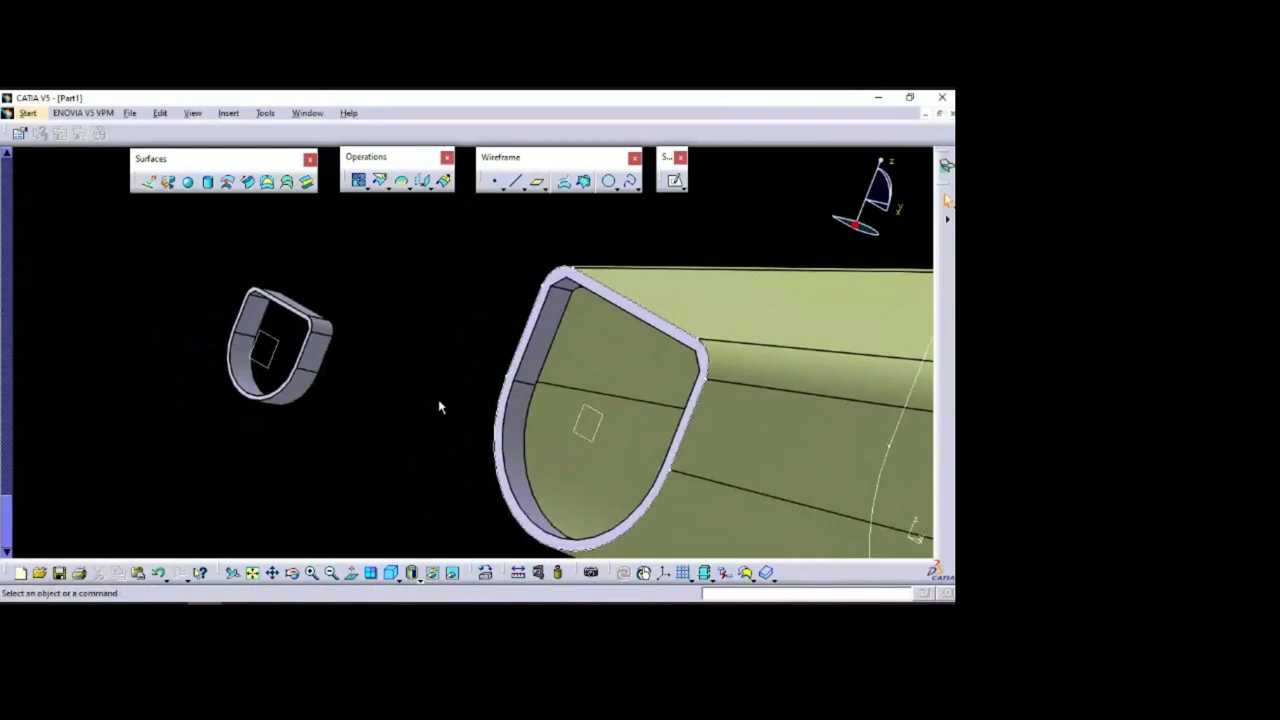 CATIA V5 - [Part1]
Start ENOVIA V5 VPM File Edit View Insert Tools Window Help
Surfaces
Operations
Wireframe
S...
z
z
CATIA
Select an object or a command